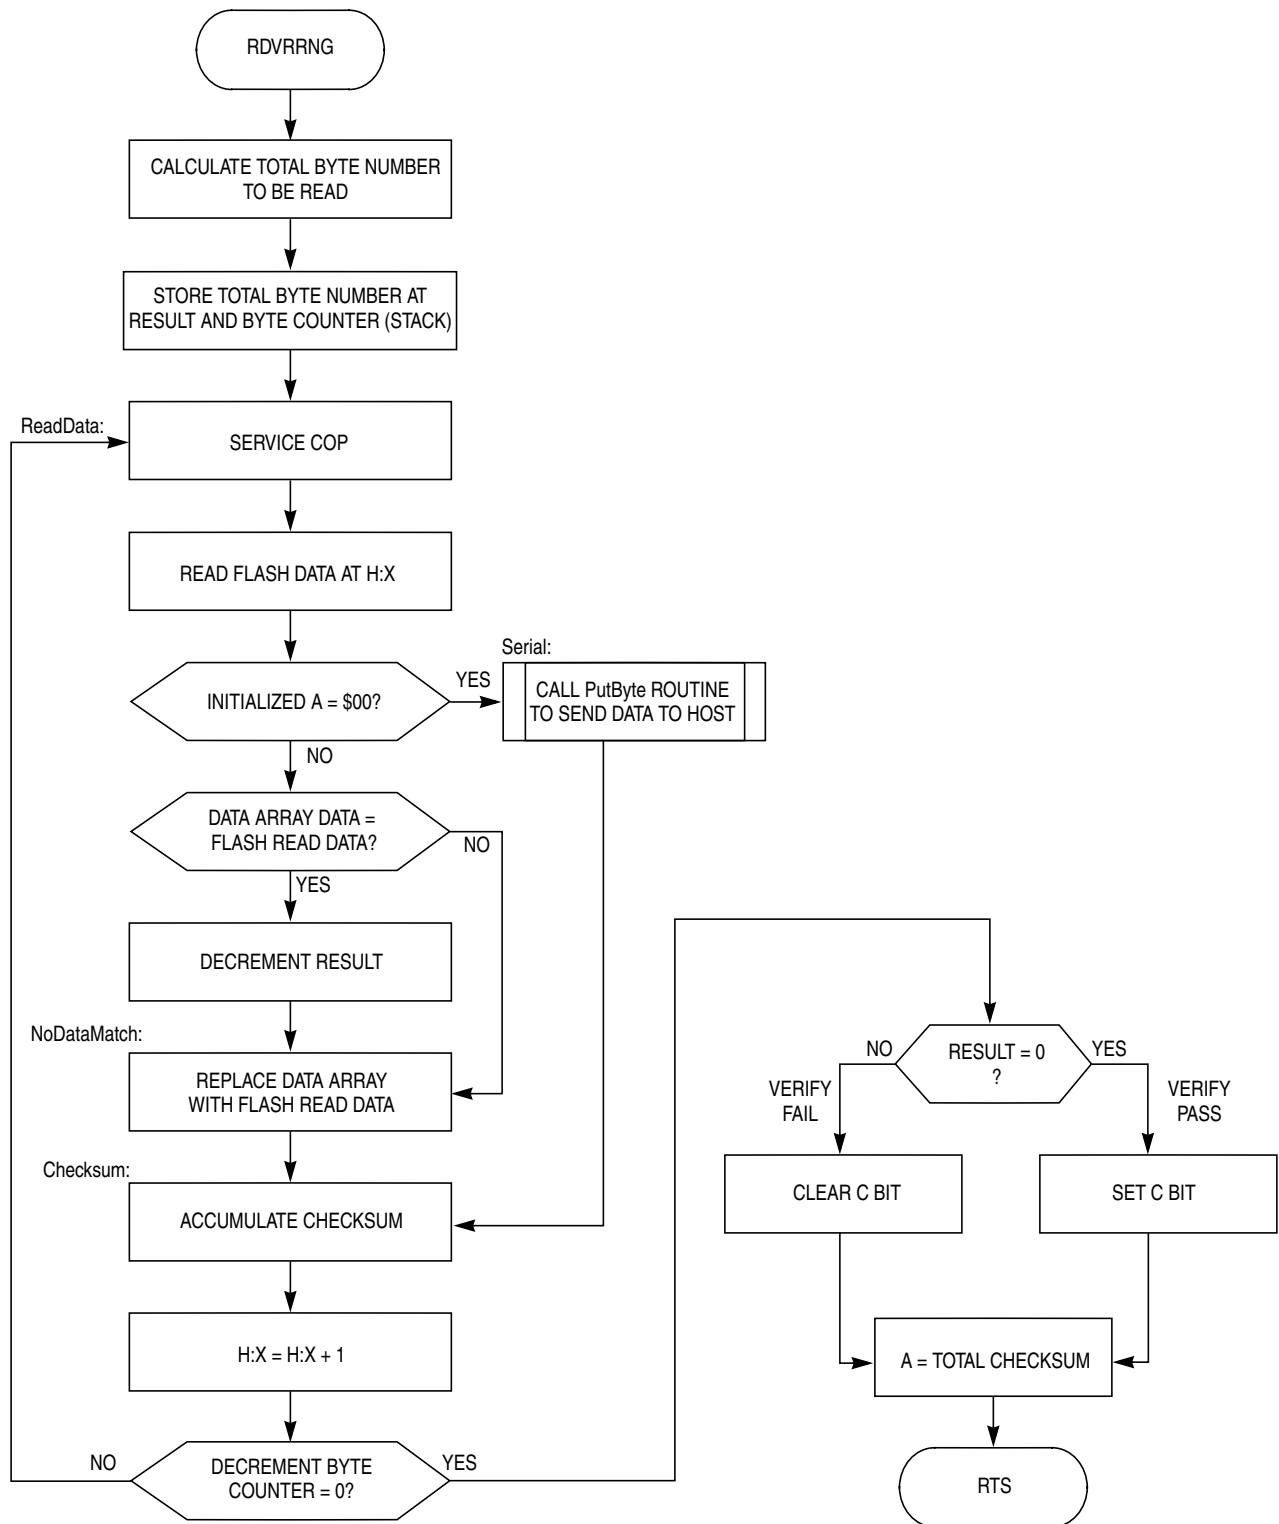 RDVRRNG
CALCULATE TOTAL BYTE NUMBER
TO BE READ
STORE TOTAL BYTE NUMBER AT
RESULT AND BYTE COUNTER (STACK)
ReadData:
SERVICE COP
READ FLASH DATA AT H:X
INITIALIZED A = $00?
YES
Serial:
CALL PutByte ROUTINE
TO SEND DATA TO HOST
NO
DATA ARRAY DATA =
FLASH READ DATA?
NO
YES
DECREMENT RESULT
NoDataMatch:
REPLACE DATA ARRAY
WITH FLASH READ DATA
Checksum:
ACCUMULATE CHECKSUM
H:X = H:X + 1
NO
DECREMENT BYTE
COUNTER = 0?
YES
NO
RESULT = 0
?
YES
VERIFY
FAIL
VERIFY
PASS
CLEAR C BIT
SET C BIT
A = TOTAL CHECKSUM
RTS